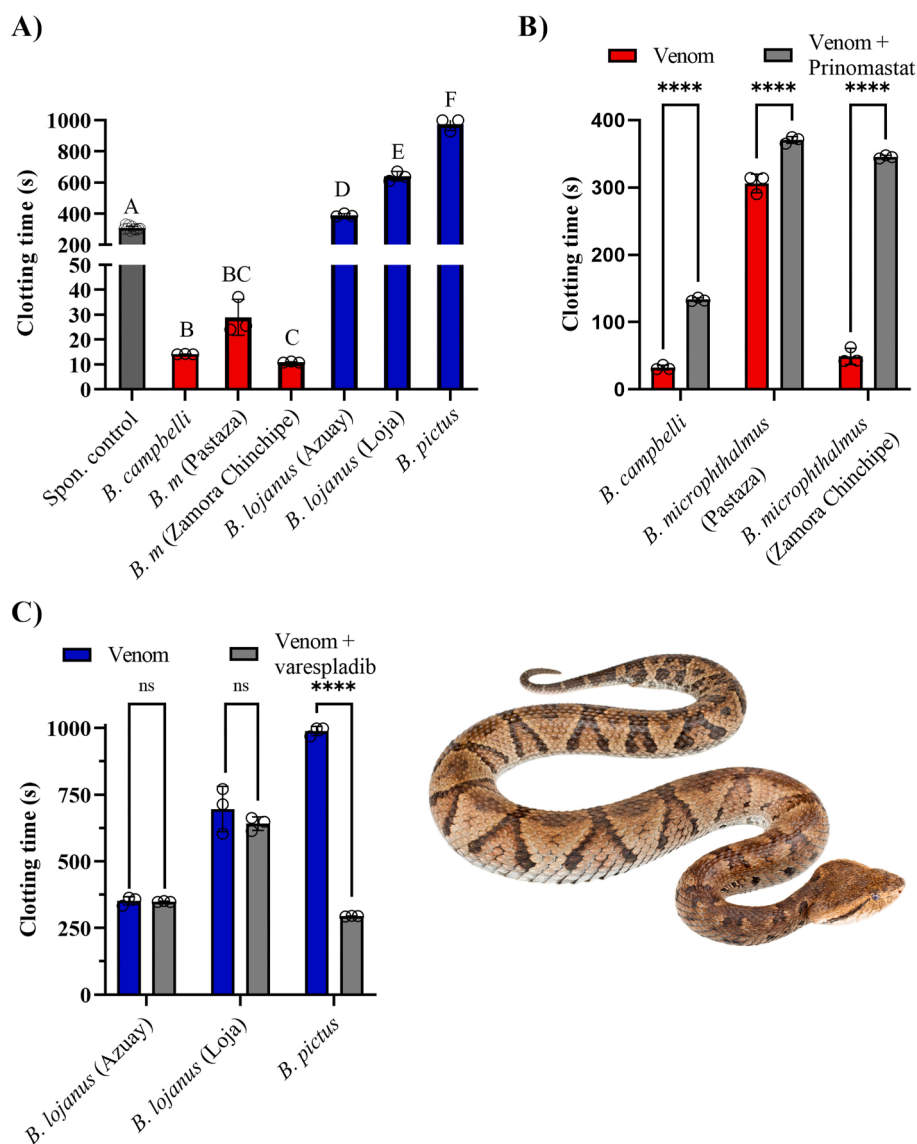 A)
Clotting time (s)
1000
800
600
400
200
50
40
30
20
10
0
A
B
BC
C
D
E
F
Spon. control
B. campbelli
B. m (Pastaza)
B. m (Zamora Chinchipe)
B. lojanus (Azuay)
B. lojanus (Loja)
B. pictus
B)
Venom
Venom +
Prinomastat
**** **** ****
Clotting time (s)
400
300
200
100
0
B. campbelli
B. microphthalmus
(Pastaza)
B. microphthalmus
(Zamora Chinchipe)
C)
Venom
Venom +
varespladib
ns ns ****
Clotting time (s)
1000
750
500
250
0
B. lojanus (Azuay)
B. lojanus (Loja)
B. pictus